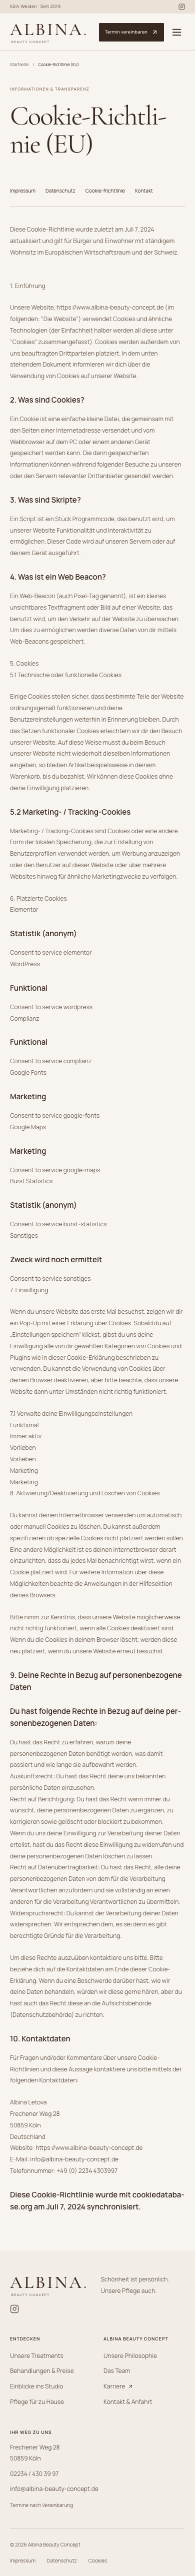 Köln Weiden · Seit 2019
ALBINA.
BEAUTY CONCEPT
Termin vereinbaren
Startseite / Cookie-Richtlinie (EU)
INFORMATIONEN & TRANSPARENZ
Cookie-Richtli-
nie (EU)
Impressum Datenschutz Cookie-Richtlinie Kontakt
Diese Cookie-Richtlinie wurde zuletzt am Juli 7, 2024
aktualisiert und gilt für Bürger und Einwohner mit ständigem
Wohnsitz im Europäischen Wirtschaftsraum und der Schweiz.
1. Einführung
Unsere Website, https://www.albina-beauty-concept.de (im
folgenden: "Die Website") verwendet Cookies und ähnliche
Technologien (der Einfachheit halber werden all diese unter
"Cookies" zusammengefasst). Cookies werden außerdem von
uns beauftragten Drittparteien platziert. In dem unten
stehendem Dokument informieren wir dich über die
Verwendung von Cookies auf unserer Website.
2. Was sind Cookies?
Ein Cookie ist eine einfache kleine Datei, die gemeinsam mit
den Seiten einer Internetadresse versendet und vom
Webbrowser auf dem PC oder einem anderen Gerät
gespeichert werden kann. Die darin gespeicherten
Informationen können während folgender Besuche zu unseren
oder den Servern relevanter Drittanbieter gesendet werden.
3. Was sind Skripte?
Ein Script ist ein Stück Programmcode, das benutzt wird, um
unserer Website Funktionalität und Interaktivität zu
ermöglichen. Dieser Code wird auf unseren Servern oder auf
deinem Gerät ausgeführt.
4. Was ist ein Web Beacon?
Ein Web-Beacon (auch Pixel-Tag genannt), ist ein kleines
unsichtbares Textfragment oder Bild auf einer Website, das
benutzt wird, um den Verkehr auf der Website zu überwachen.
Um dies zu ermöglichen werden diverse Daten von dir mittels
Web-Beacons gespeichert.
5. Cookies
5.1 Technische oder funktionelle Cookies
Einige Cookies stellen sicher, dass bestimmte Teile der Website
ordnungsgemäß funktionieren und deine
Benutzereinstellungen weiterhin in Erinnerung bleiben. Durch
das Setzen funktionaler Cookies erleichtern wir dir den Besuch
unserer Website. Auf diese Weise musst du beim Besuch
unserer Website nicht wiederholt dieselben Informationen
eingeben, so bleiben Artikel beispielsweise in deinem
Warenkorb, bis du bezahlst. Wir können diese Cookies ohne
deine Einwilligung platzieren.
5.2 Marketing- / Tracking-Cookies
Marketing- / Tracking-Cookies sind Cookies oder eine andere
Form der lokalen Speicherung, die zur Erstellung von
Benutzerprofilen verwendet werden, um Werbung anzuzeigen
oder den Benutzer auf dieser Website oder über mehrere
Websites hinweg für ähnliche Marketingzwecke zu verfolgen.
6. Platzierte Cookies
Elementor
Statistik (anonym)
Consent to service elementor
WordPress
Funktional
Consent to service wordpress
Complianz
Funktional
Consent to service complianz
Google Fonts
Marketing
Consent to service google-fonts
Google Maps
Marketing
Consent to service google-maps
Burst Statistics
Statistik (anonym)
Consent to service burst-statistics
Sonstiges
Zweck wird noch ermittelt
Consent to service sonstiges
7. Einwilligung
Wenn du unsere Website das erste Mal besuchst, zeigen wir dir
ein Pop-Up mit einer Erklärung über Cookies. Sobald du auf
„Einstellungen speichern" klickst, gibst du uns deine
Einwilligung alle von dir gewählten Kategorien von Cookies und
Plugins wie in dieser Cookie-Erklärung beschrieben zu
verwenden. Du kannst die Verwendung von Cookies über
deinen Browser deaktivieren, aber bitte beachte, dass unsere
Website dann unter Umständen nicht richtig funktioniert.
7.1 Verwalte deine Einwilligungseinstellungen
Funktional
Immer aktiv
Vorlieben
Vorlieben
Marketing
Marketing
8. Aktivierung/Deaktivierung und Löschen von Cookies
Du kannst deinen Internetbrowser verwenden um automatisch
oder manuell Cookies zu löschen. Du kannst außerdem
spezifizieren ob spezielle Cookies nicht platziert werden sollen.
Eine andere Möglichkeit ist es deinen Internetbrowser derart
einzurichten, dass du jedes Mal benachrichtigt wirst, wenn ein
Cookie platziert wird. Für weitere Information über diese
Möglichkeiten beachte die Anweisungen in der Hilfesektion
deines Browsers.
Bitte nimm zur Kenntnis, dass unsere Website möglicherweise
nicht richtig funktioniert, wenn alle Cookies deaktiviert sind.
Wenn du die Cookies in deinem Browser löscht, werden diese
neu platziert, wenn du unsere Website erneut besuchst.
9. Deine Rechte in Bezug auf personenbezogene
Daten
Du hast folgende Rechte in Bezug auf deine per-
sonenbezogenen Daten:
Du hast das Recht zu erfahren, warum deine
personenbezogenen Daten benötigt werden, was damit
passiert und wie lange sie aufbewahrt werden.
Auskunftsrecht: Du hast das Recht deine uns bekannten
persönliche Daten einzusehen.
Recht auf Berichtigung: Du hast das Recht wann immer du
wünscht, deine personenbezogenen Daten zu ergänzen, zu
korrigieren sowie gelöscht oder blockiert zu bekommen.
Wenn du uns deine Einwilligung zur Verarbeitung deiner Daten
erteilst, hast du das Recht diese Einwilligung zu widerrufen und
deine personenbezogenen Daten löschen zu lassen.
Recht auf Datenübertragbarkeit: Du hast das Recht, alle deine
personenbezogenen Daten von dem für die Verarbeitung
Verantwortlichen anzufordern und sie vollständig an einen
anderen für die Verarbeitung Verantwortlichen zu übermitteln.
Widerspruchsrecht: Du kannst der Verarbeitung deiner Daten
widersprechen. Wir entsprechen dem, es sei denn es gibt
berechtigte Gründe für die Verarbeitung.
Um diese Rechte auszuüben kontaktiere uns bitte. Bitte
beziehe dich auf die Kontaktdaten am Ende dieser Cookie-
Erklärung. Wenn du eine Beschwerde darüber hast, wie wir
deine Daten behandeln, würden wir diese gerne hören, aber du
hast auch das Recht diese an die Aufsichtsbehörde
(Datenschutzbehörde) zu richten.
10. Kontaktdaten
Für Fragen und/oder Kommentare über unsere Cookie-
Richtlinien und diese Aussage kontaktiere uns bitte mittels der
folgenden Kontaktdaten:
Albina Letova
Frechener Weg 28
50859 Köln
Deutschland
Website: https://www.albina-beauty-concept.de
E-Mail: info@albina-beauty-concept.de
Telefonnummer: +49 (0) 2234 4303997
Diese Cookie-Richtlinie wurde mit cookiedataba-
se.org am Juli 7, 2024 synchronisiert.
ALBINA.
BEAUTY CONCEPT
Schönheit ist persönlich.
Unsere Pflege auch.
ENTDECKEN
Unsere Treatments
Behandlungen & Preise
Einblicke ins Studio
Pflege für zu Hause
ALBINA BEAUTY CONCEPT
Unsere Philosophie
Das Team
Karriere
Kontakt & Anfahrt
IHR WEG ZU UNS
Frechener Weg 28
50859 Köln
02234 / 430 39 97
info@albina-beauty-concept.de
Termine nach Vereinbarung
© 2026 Albina Beauty Concept
Impressum Datenschutz Cookies